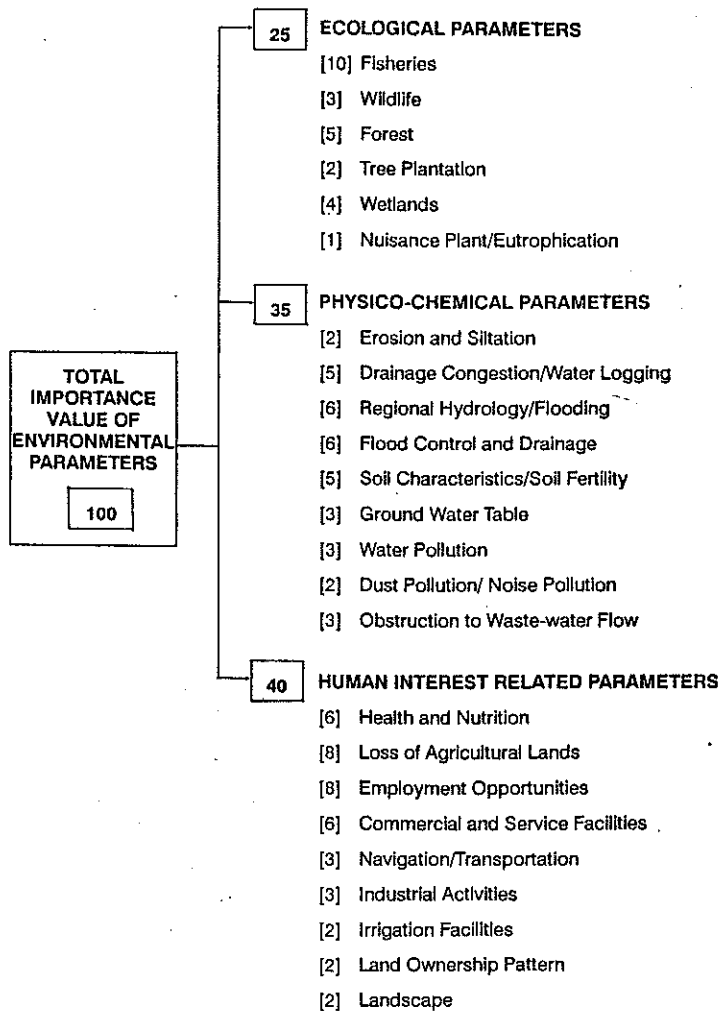 25 ECOLOGICAL PARAMETERS
[10] Fisheries
[3] Wildlife
[5] Forest
[2] Tree Plantation
[4] Wetlands
[1] Nuisance Plant/Eutrophication
35 PHYSICO-CHEMICAL PARAMETERS
[2] Erosion and Siltation
[5] Drainage Congestion/Water Logging
[6] Regional Hydrology/Flooding
[6] Flood Control and Drainage
[5] Soil Characteristics/Soil Fertility
[3] Ground Water Table
[3] Water Pollution
[2] Dust Pollution/ Noise Pollution
[3] Obstruction to Waste-water Flow
TOTAL
IMPORTANCE
VALUE OF
ENVIRONMENTAL
PARAMETERS
100
40 HUMAN INTEREST RELATED PARAMETERS
[6] Health and Nutrition
[8] Loss of Agricultural Lands
[8] Employment Opportunities
[6] Commercial and Service Facilities
[3] Navigation/Transportation
[3] Industrial Activities
[2] Irrigation Facilities
[2] Land Ownership Pattern
[2] Landscape